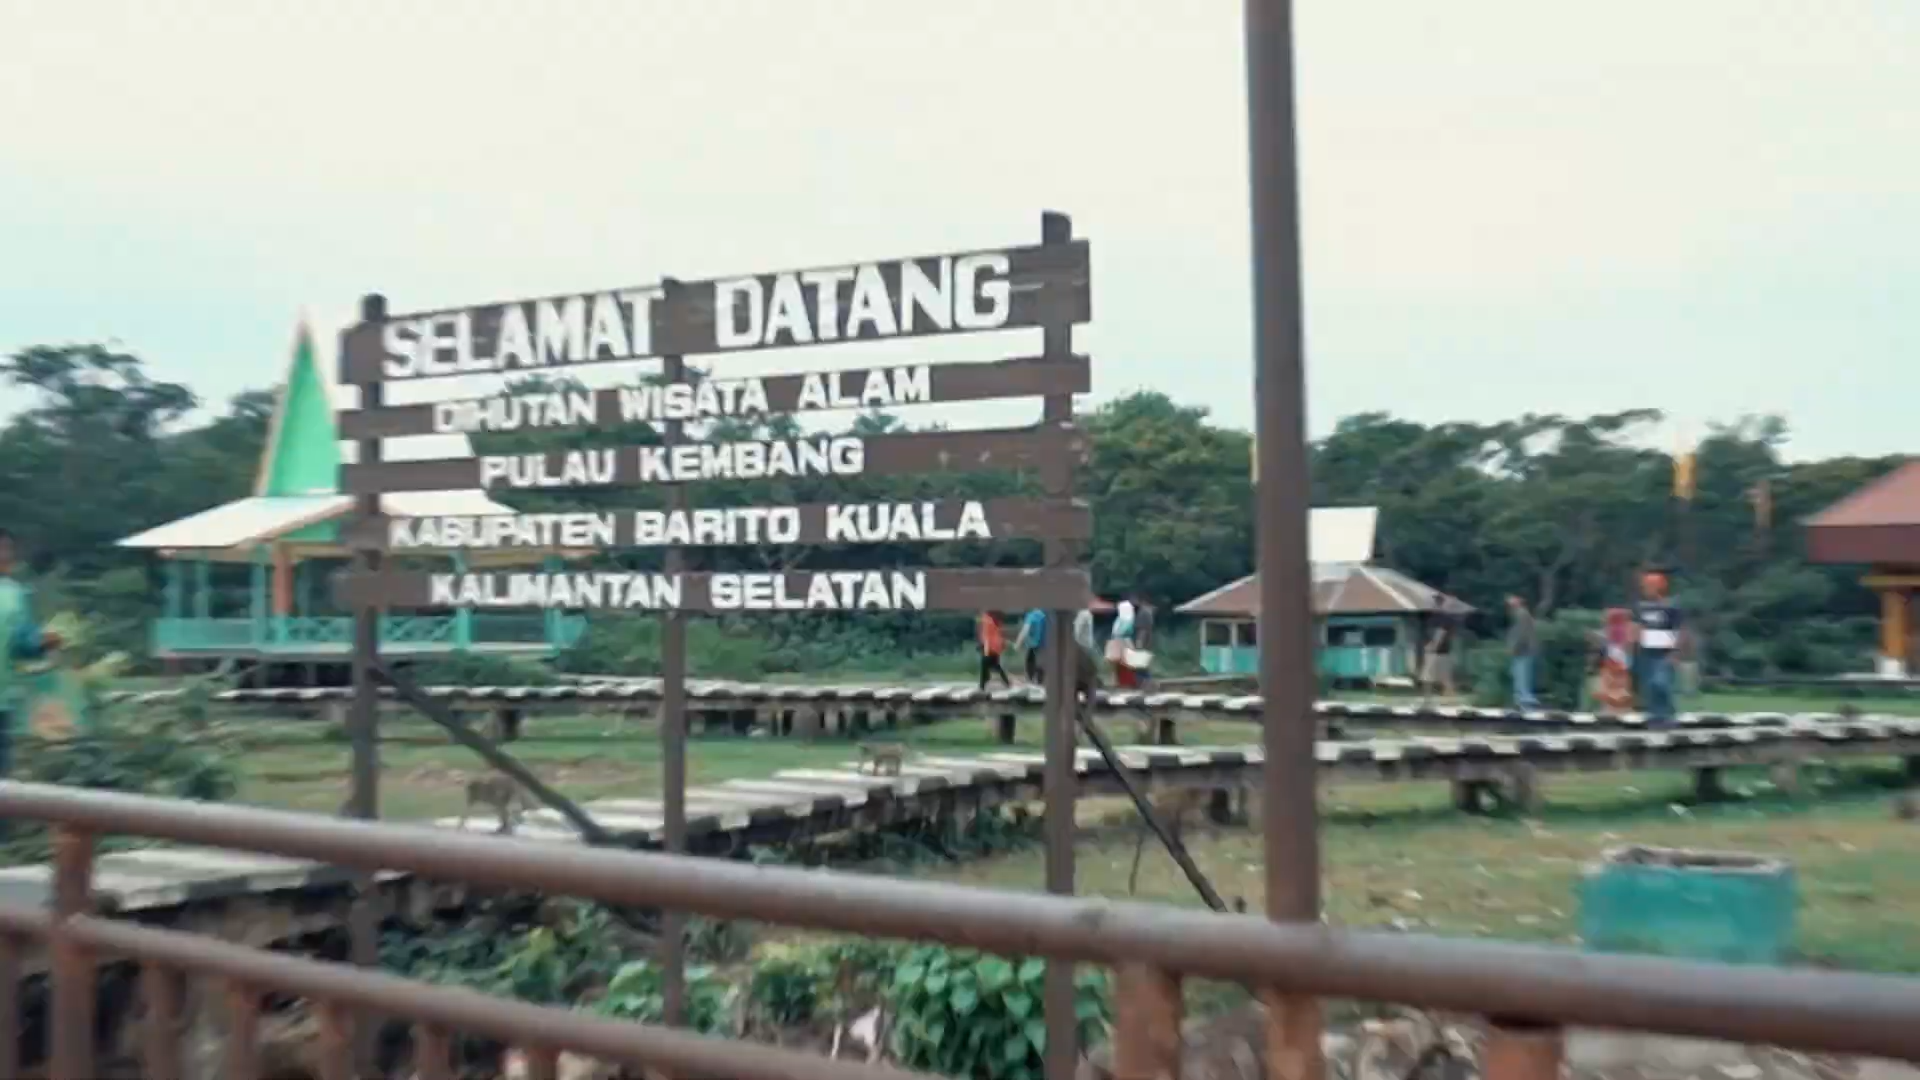 SELAMAT DATANG
DIHUTAN WISATA ALAM
PULAU KEMBANG
KABUPATEN BARITO KUALA
KALIMANTAN SELATAN